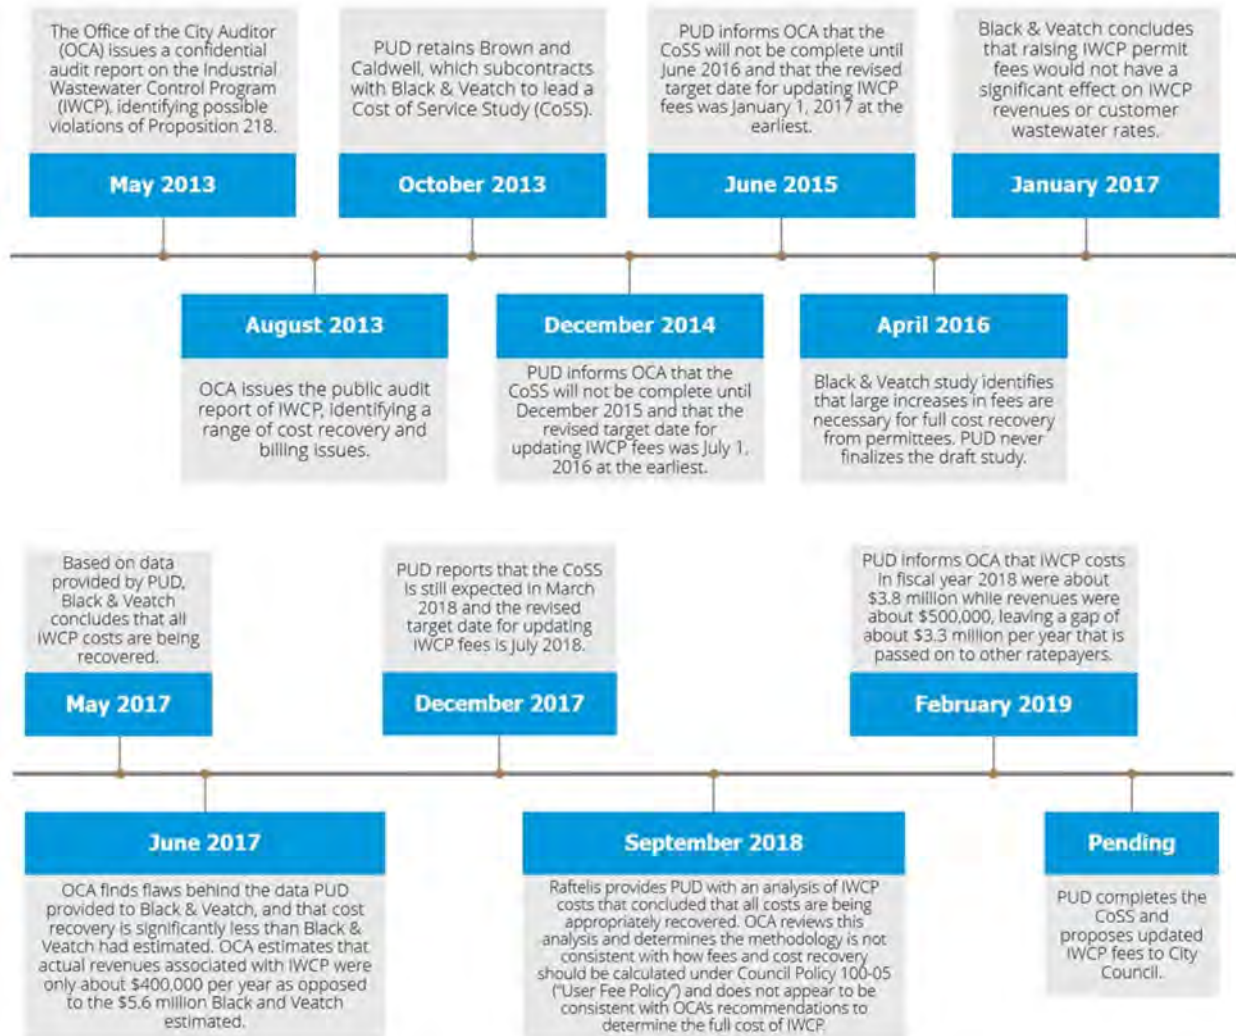 The Office of the City Auditor
(OCA) issues a confidential
audit report on the Industrial
Wastewater Control Program
(IWCP), identifying possible
violations of Proposition 218.
May 2013
August 2013
OCA issues the public audit
report of IWCP, identifying a
range of cost recovery and
billing issues.
PUD retains Brown and
Caldwell, which subcontracts
with Black & Veatch to lead a
Cost of Service Study (CoSS).
October 2013
December 2014
PUD informs OCA that the
CoSS will not be complete until
December 2015 and that the
revised target date for
updating IWCP fees was July 1,
2016 at the earliest.
PUD informs OCA that the
CoSS will not be complete until
June 2016 and that the revised
target date for updating IWCP
fees was January 1, 2017 at the
earliest.
June 2015
April 2016
Black & Veatch study identifies
that large increases in fees are
necessary for full cost recovery
from permittees. PUD never
finalizes the draft study.
Black & Veatch concludes
that raising IWCP permit
fees would not have a
significant effect on IWCP
revenues or customer
wastewater rates.
January 2017
Based on data
provided by PUD,
Black & Veatch
concludes that all
IWCP costs are being
recovered.
May 2017
June 2017
OCA finds flaws behind the data PUD
provided to Black & Veatch, and that cost
recovery is significantly less than Black &
Veatch had estimated. OCA estimates that
actual revenues associated with IWCP were
only about $400,000 per year as opposed
to the $5.6 million Black and Veatch
estimated.
PUD reports that the CoSS
is still expected in March
2018 and the revised
target date for updating
IWCP fees is July 2018.
December 2017
September 2018
Raftelis provides PUD with an analysis of IWCP
costs that concluded that all costs are being
appropriately recovered. OCA reviews this
analysis and determines the methodology is not
consistent with how fees and cost recovery
should be calculated under Council Policy 100-05
("User Fee Policy") and does not appear to be
consistent with OCA's recommendations to
determine the full cost of IWCP.
PUD informs OCA that IWCP costs
in fiscal year 2018 were about
$3.8 million while revenues were
about $500,000, leaving a gap of
about $3.3 million per year that is
passed on to other ratepayers.
February 2019
Pending
PUD completes the
CoSS and
proposes updated
IWCP fees to City
Council.